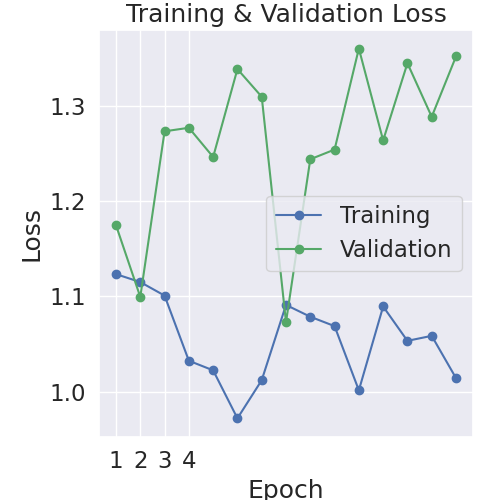 Training & Validation Loss
1.3
1.2
1.1
1.0
Loss
Training
Validation
1 2 3 4
Epoch